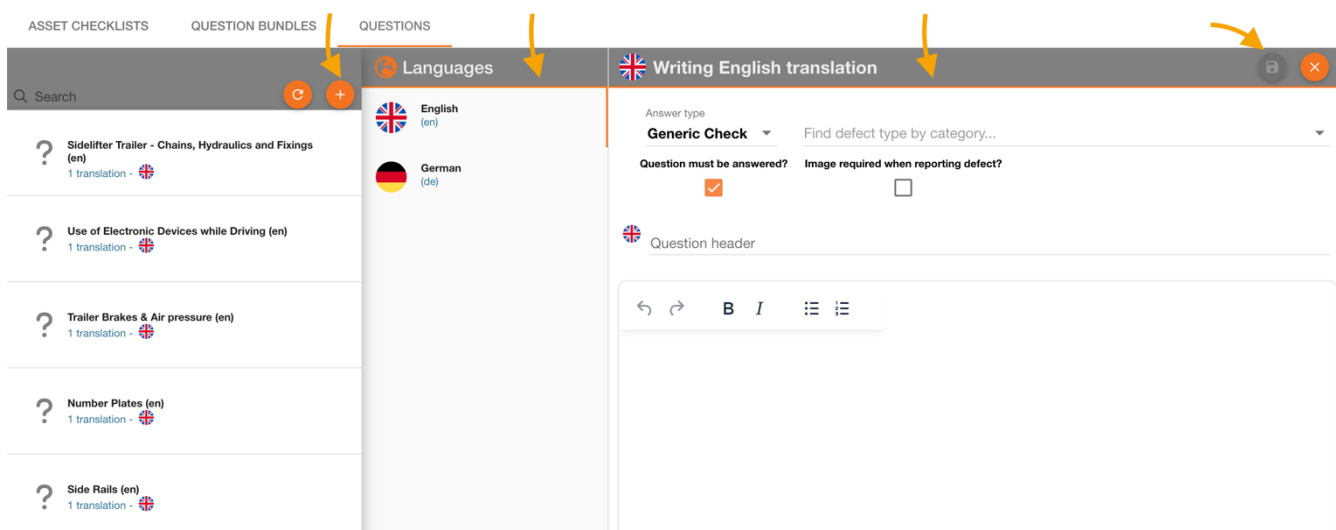 ASSET CHECKLISTS
QUESTION BUNDLES
QUESTIONS
Search
Sidelifter Trailer - Chains, Hydraulics and Fixings
(en)
1 translation -
Use of Electronic Devices while Driving (en)
1 translation -
Trailer Brakes & Air pressure (en)
1 translation -
Number Plates (en)
1 translation -
Side Rails (en)
1 translation -
Languages
English
(en)
German
(de)
Writing English translation
Answer type
Generic Check
Find defect type by category...
Question must be answered?
Image required when reporting defect?
Question header
B I